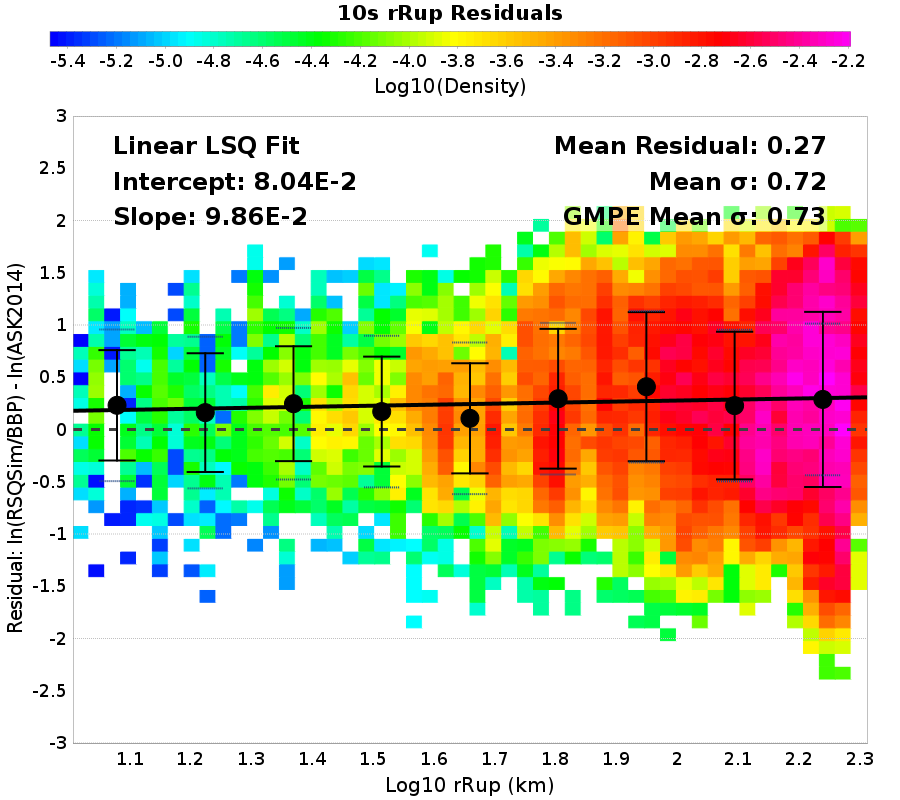 10s rRup Residuals
-5.4 -5.2 -5.0 -4.8 -4.6 -4.4 -4.2 -4.0 -3.8 -3.6 -3.4 -3.2 -3.0 -2.8 -2.6 -2.4 -2.2
Log10(Density)
Linear LSQ Fit
Intercept: 8.04E-2
Slope: 9.86E-2
Mean Residual: 0.27
Mean σ: 0.72
GMPE Mean σ: 0.73
Residual: ln(RSQSim/BBP) - ln(ASK2014)
3
2.5
2
1.5
1
0.5
0
-0.5
-1
-1.5
-2
-2.5
-3
1.1 1.2 1.3 1.4 1.5 1.6 1.7 1.8 1.9 2 2.1 2.2 2.3
Log10 rRup (km)